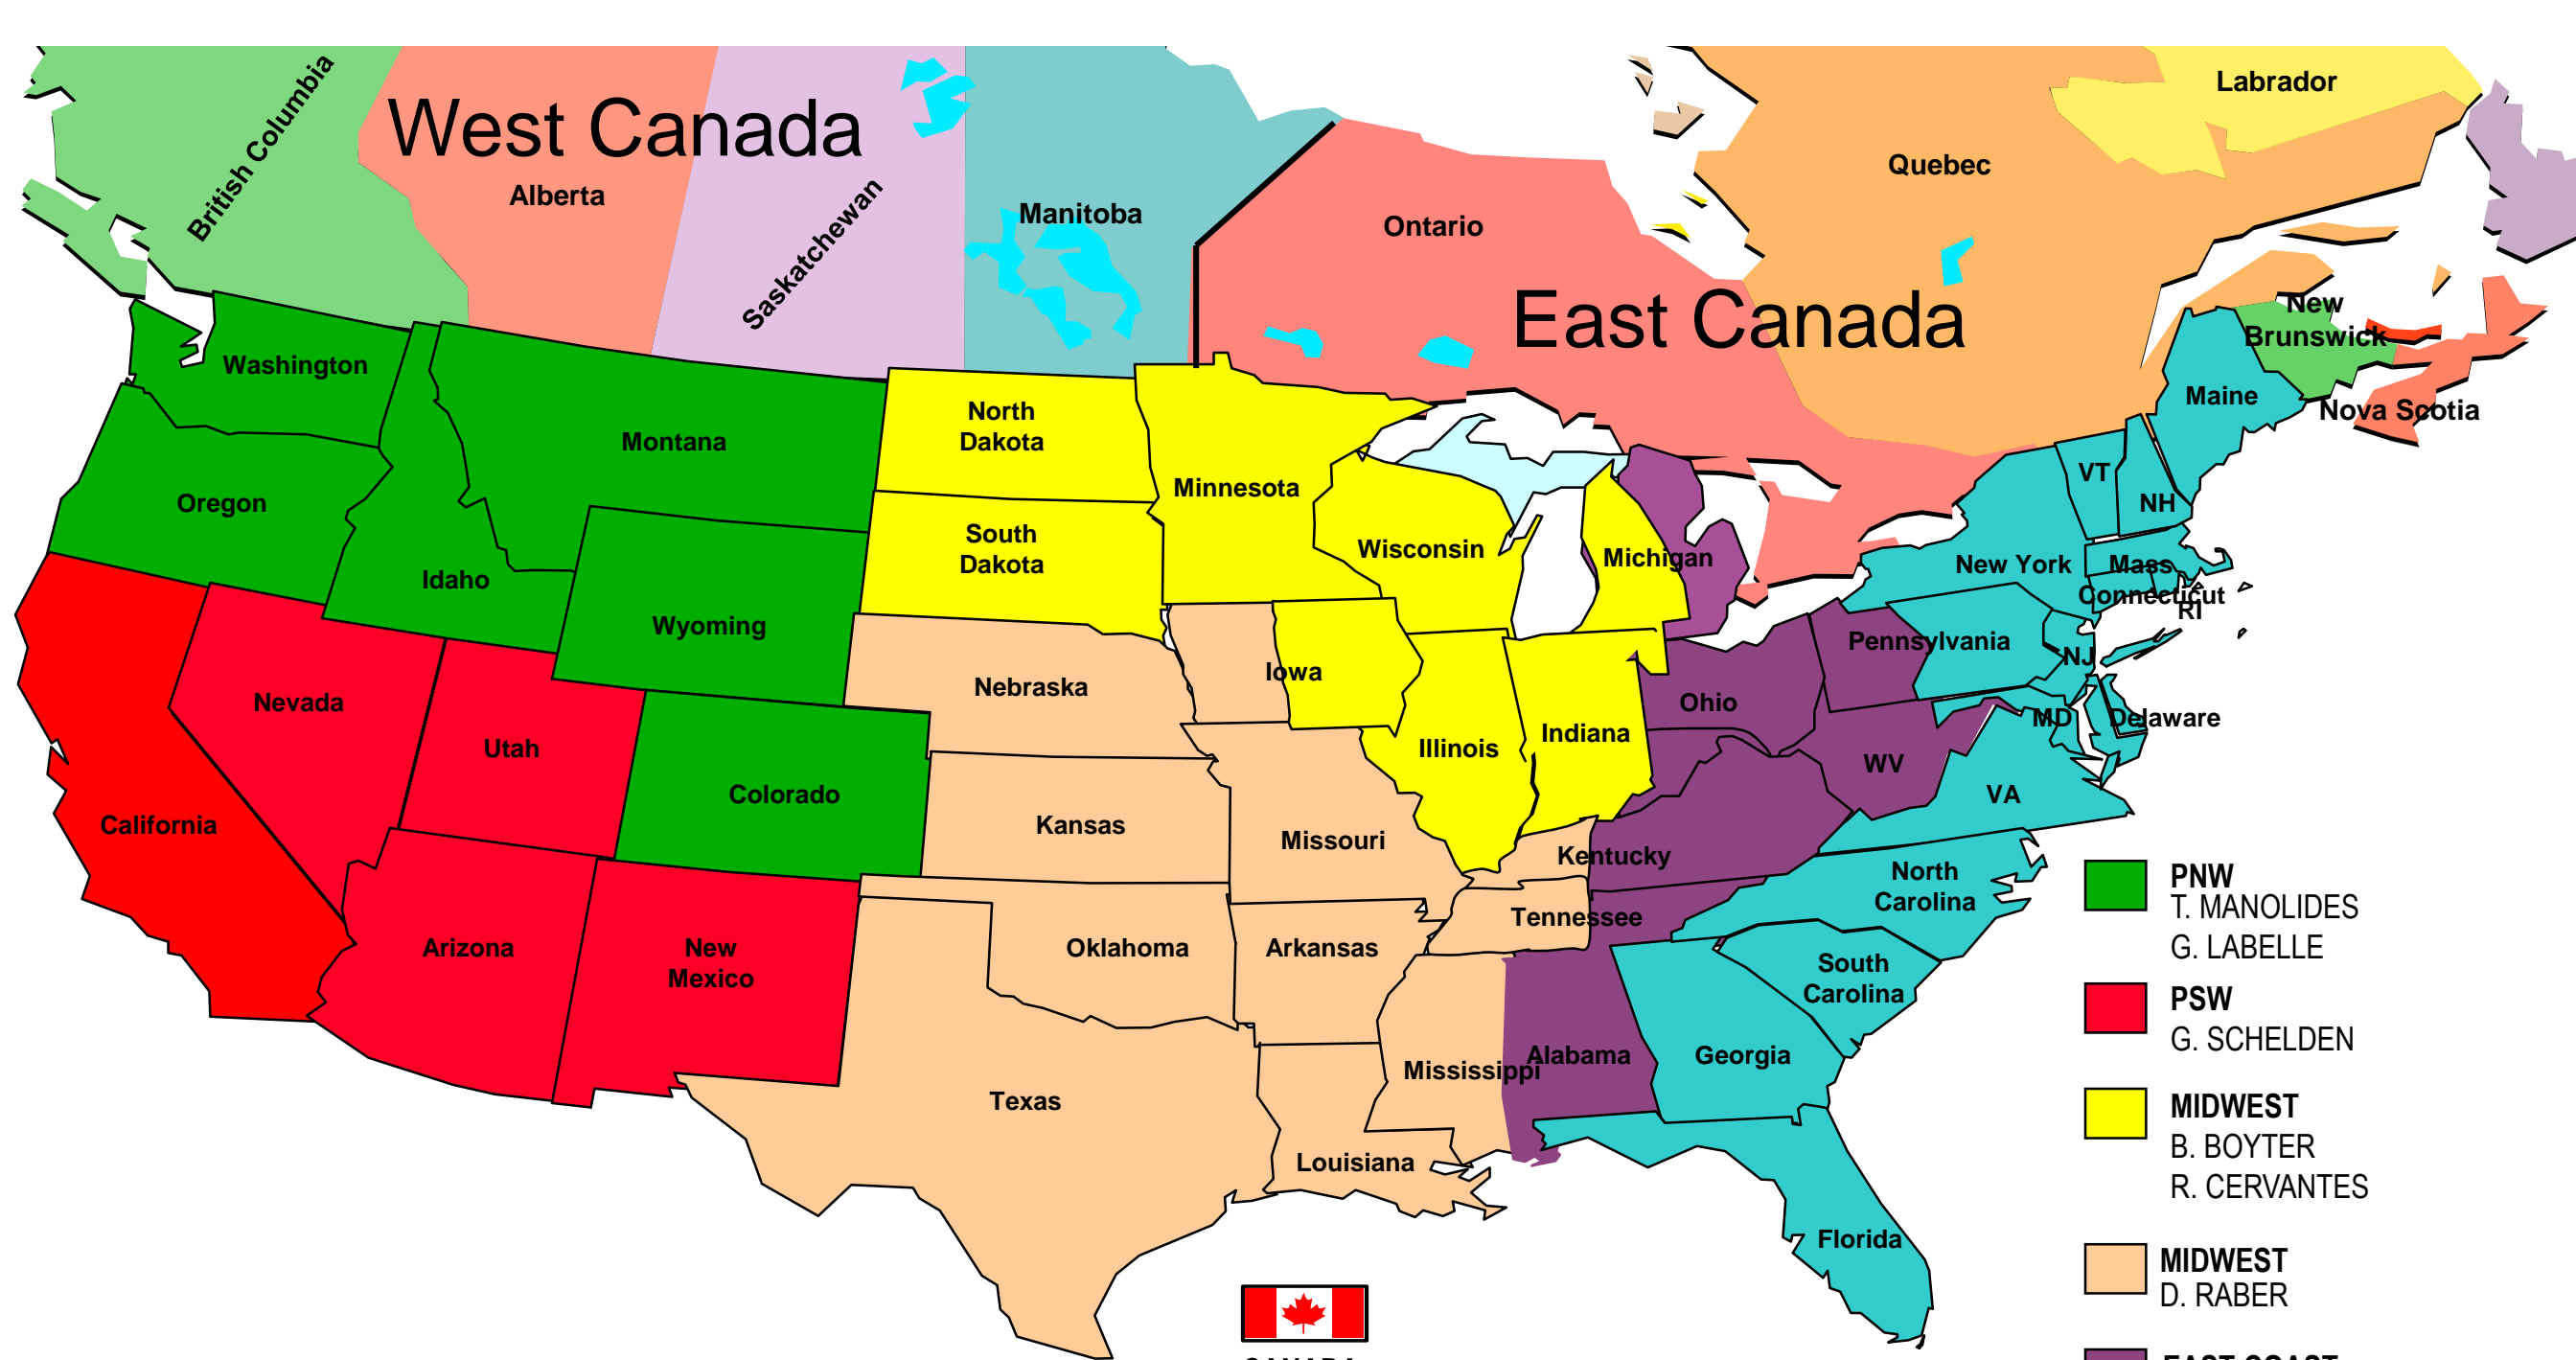 Labrador
British Columbia
West Canada
Quebec
Alberta
Saskatchewan
Manitoba
Ontario
East Canada
New
Brunswick
Washington
Maine
Nova Scotia
North
Dakota
Montana
VT
Minnesota
NH
Oregon
South
Dakota
Wisconsin
Michigan
New York
Mass
Idaho
Connecticut
RI
Wyoming
Pennsylvania
NJ
Iowa
Nebraska
Nevada
Ohio
MD
Delaware
Indiana
Utah
Illinois
WV
Colorado
VA
California
Kansas
Missouri
Kentucky
North
Carolina
Tennessee
Arizona
New
Mexico
Oklahoma
Arkansas
South
Carolina
Mississippi
Alabama
Georgia
Texas
Louisiana
Florida
PNW
T. MANOLIDES
G. LABELLE
PSW
G. SCHELDEN
MIDWEST
B. BOYTER
R. CERVANTES
MIDWEST
D. RABER
EAST COAST
CANADA